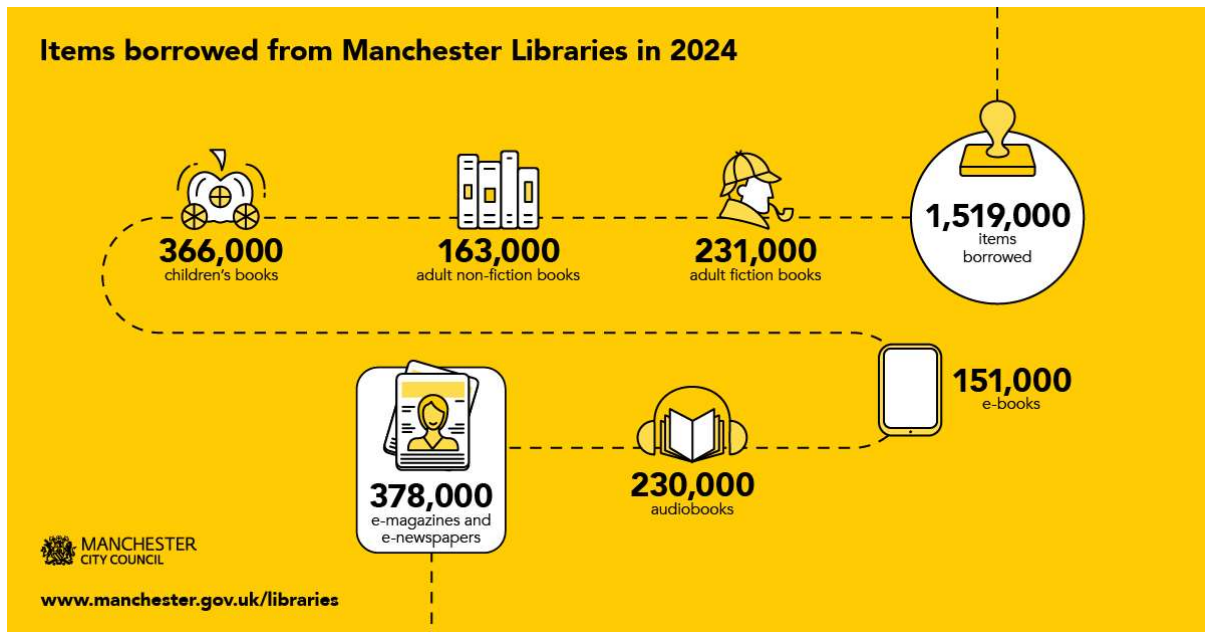 Items borrowed from Manchester Libraries in 2024
1,519,000
items
borrowed
231,000
adult fiction books
163,000
adult non-fiction books
366,000
children's books
151,000
e-books
230,000
audiobooks
378,000
e-magazines and
e-newspapers
MANCHESTER
CITY COUNCIL
www.manchester.gov.uk/libraries